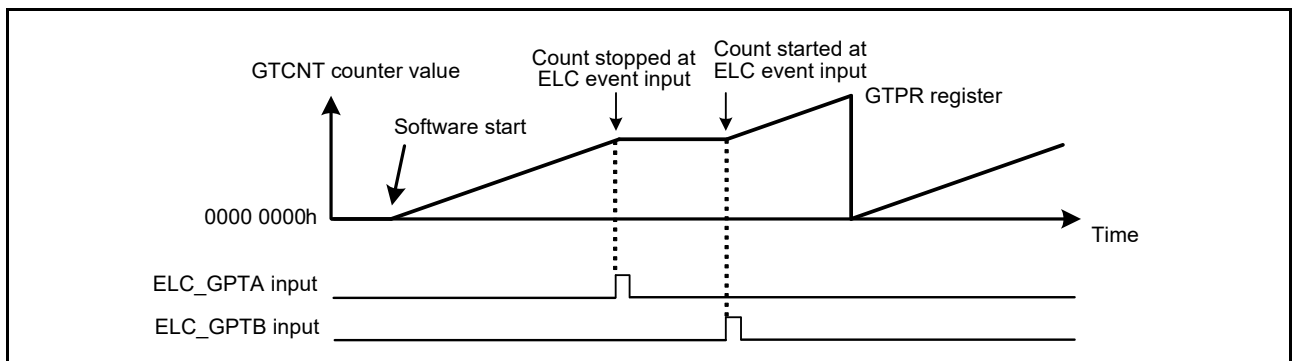 Count stopped at
ELC event input
Count started at
ELC event input
GTCNT counter value
GTPR register
Software start
0000 0000h
Time
ELC_GPTA input
ELC_GPTB input